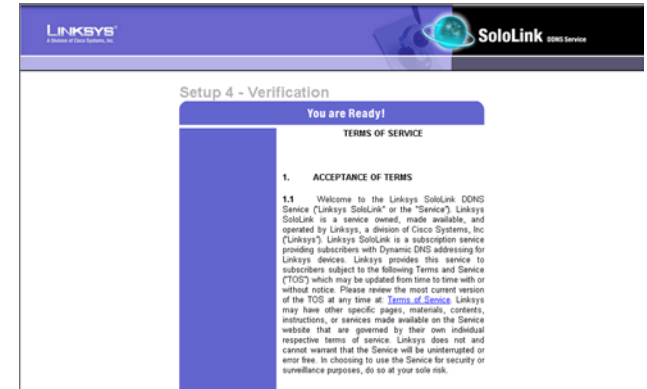 LINKSYS®
A Division of Cisco Systems, Inc.
SoloLink DDNS Service
Setup 4 - Verification
You are Ready!
TERMS OF SERVICE
1. ACCEPTANCE OF TERMS
1.1 Welcome to the Linksys SoloLink DDNS
Service ("Linksys SoloLink" or the "Service"). Linksys
SoloLink is a service owned, made available, and
operated by Linksys, a division of Cisco Systems, Inc
("Linksys"). Linksys SoloLink is a subscription service
providing subscribers with Dynamic DNS addressing for
Linksys devices. Linksys provides this service to
subscribers subject to the following Terms and Service
("TOS") which may be updated from time to time with or
without notice. Please review the most current version
of the TOS at any time at: Terms of Service. Linksys
may have other specific pages, materials, contents,
instructions, or services made available on the Service
website that are governed by their own individual
respective terms of service. Linksys does not and
cannot warrant that the Service will be uninterrupted or
error free. In choosing to use the Service for security or
surveillance purposes, do so at your sole risk.